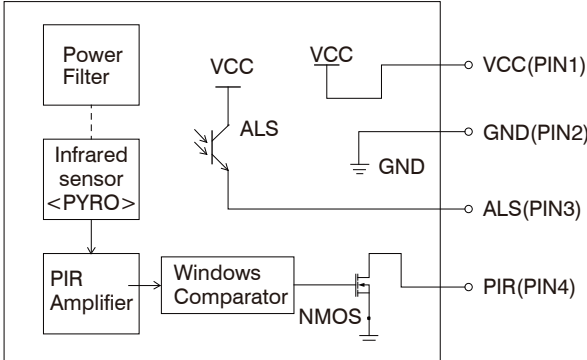 Power
Filter
VCC
VCC
VCC(PIN1)
ALS
GND(PIN2)
GND
Infrared
sensor
<PYRO>
ALS(PIN3)
PIR
Amplifier
Windows
Comparator
NMOS
PIR(PIN4)